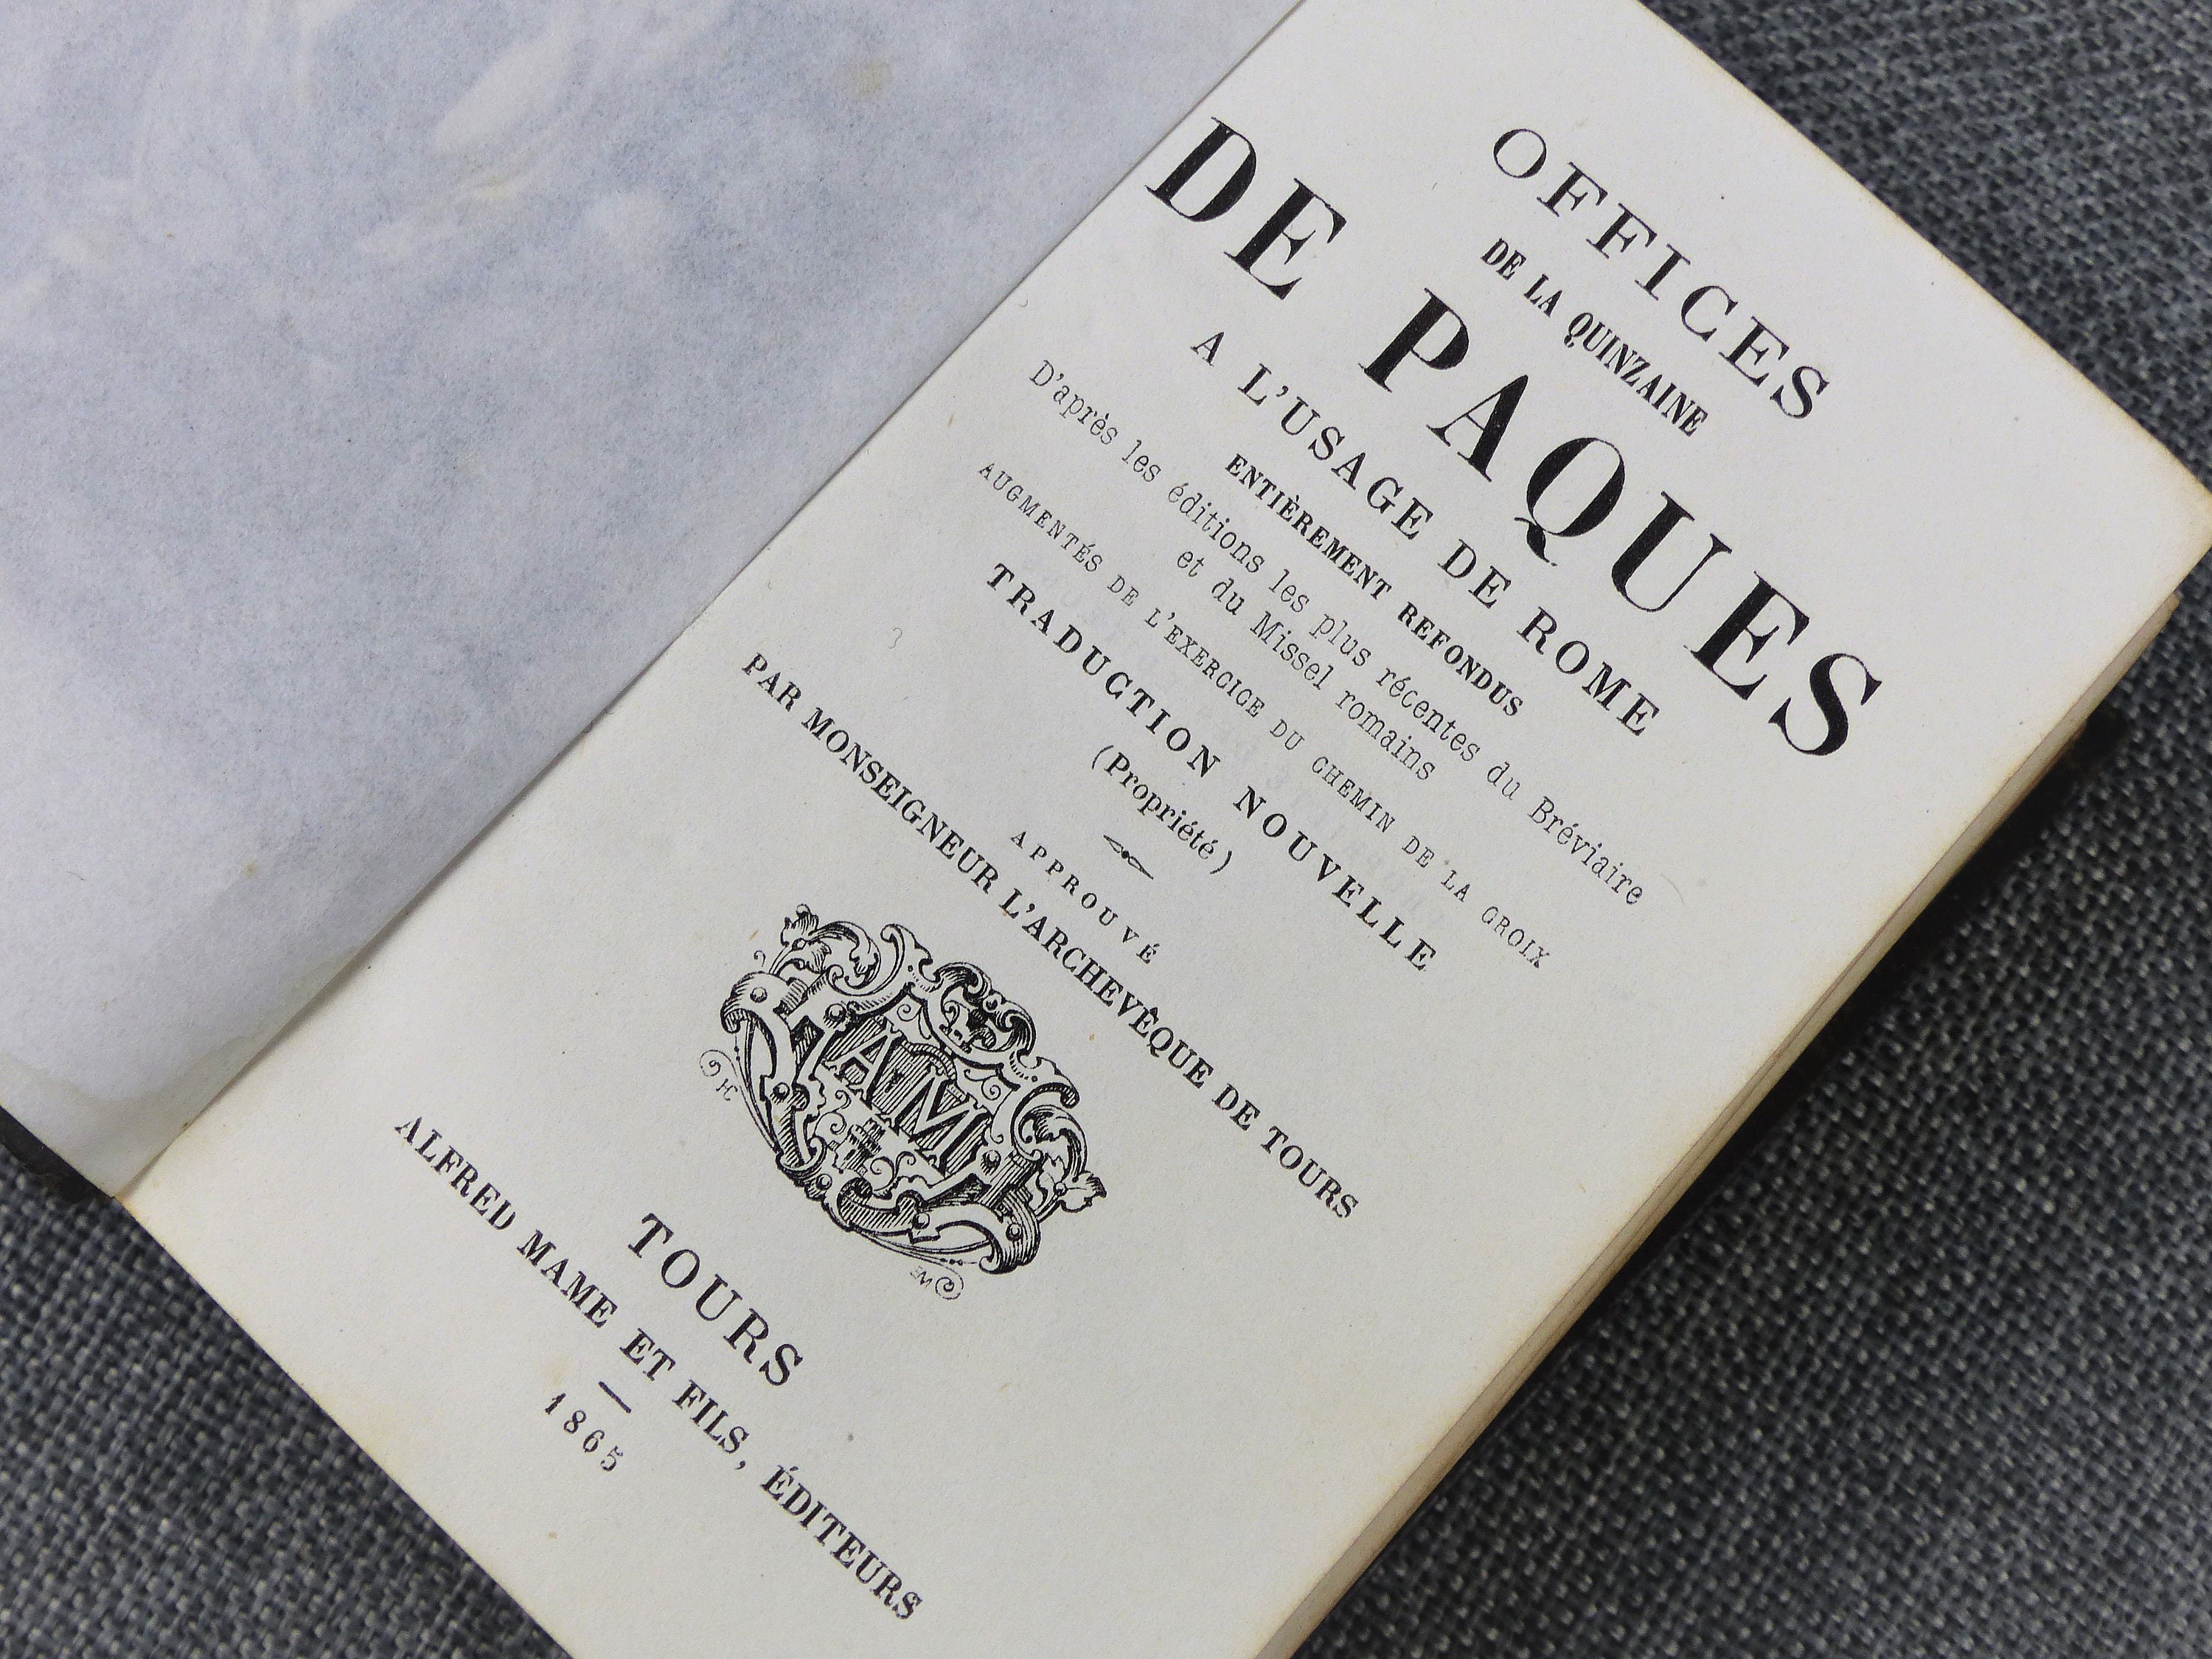 OFFICES
DE LA QUINZAINE
DE PAQUES
A L'USAGE DE ROME
ENTIÈREMENT REFONDUS
D'après les éditions les plus récentes du Bréviaire
et du Missel romains
AUGMENTÉS DE L'EXERCICE DU CHEMIN DE LA CROIX
TRADUCTION NOUVELLE
(Propriété)
APPROUVÉ
PAR MONSEIGNEUR L'ARCHEVÊQUE DE TOURS
AM
HC
TOURS
ALFRED MAME ET FILS, ÉDITEURS
1865